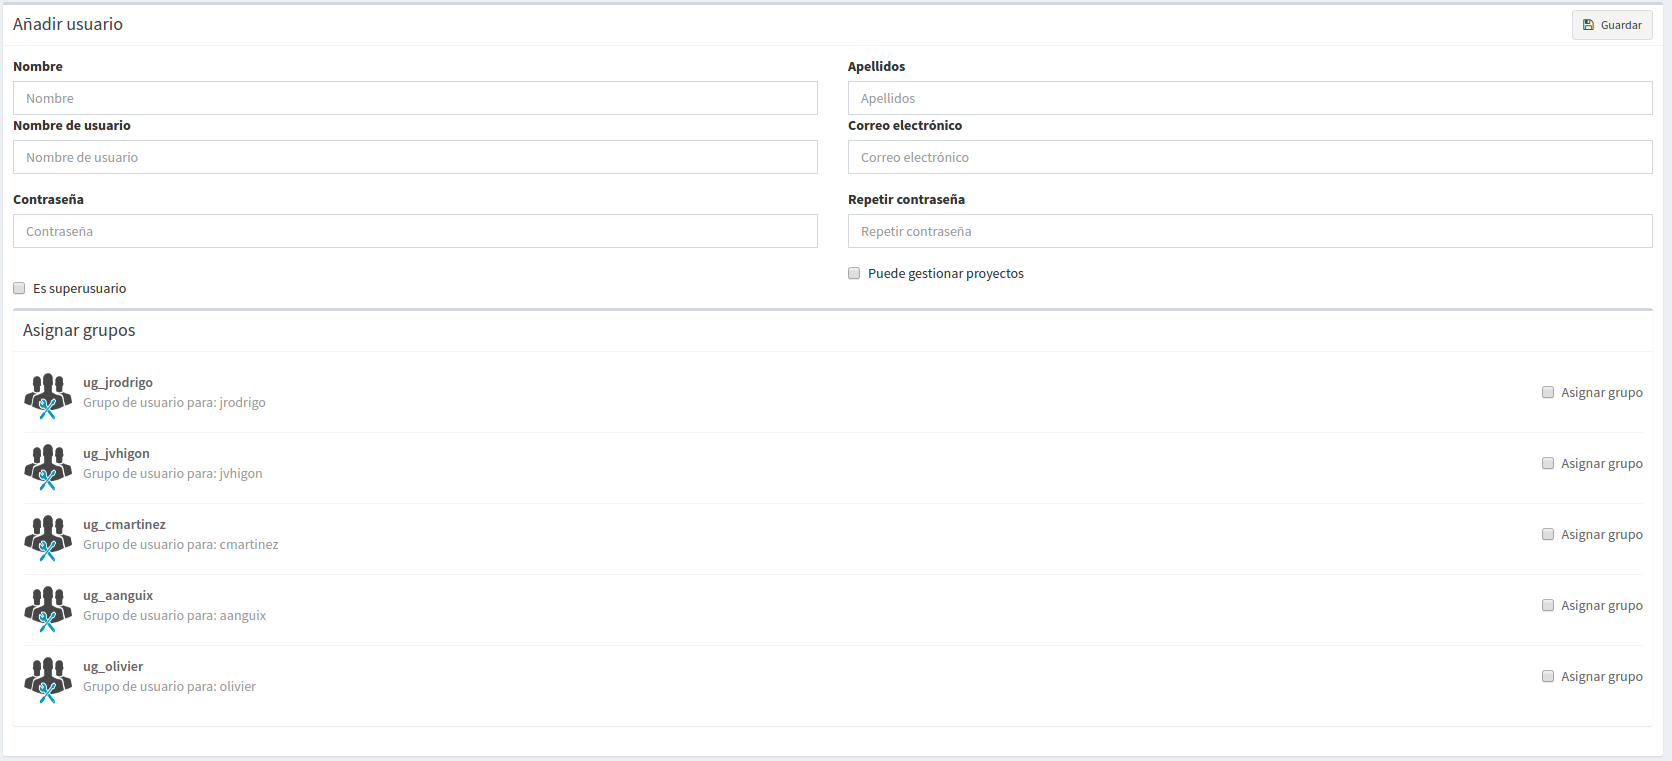 Añadir usuario
Guardar
Nombre
Apellidos
Nombre
Apellidos
Nombre de usuario
Correo electrónico
Nombre de usuario
Correo electrónico
Contraseña
Repetir contraseña
Contraseña
Repetir contraseña
Puede gestionar proyectos
Es superusuario
Asignar grupos
ug_jrodrigo
Grupo de usuario para: jrodrigo
Asignar grupo
ug_jvhigon
Grupo de usuario para: jvhigon
Asignar grupo
ug_cmartinez
Grupo de usuario para: cmartinez
Asignar grupo
ug_aanguix
Grupo de usuario para: aanguix
Asignar grupo
ug_olivier
Grupo de usuario para: olivier
Asignar grupo